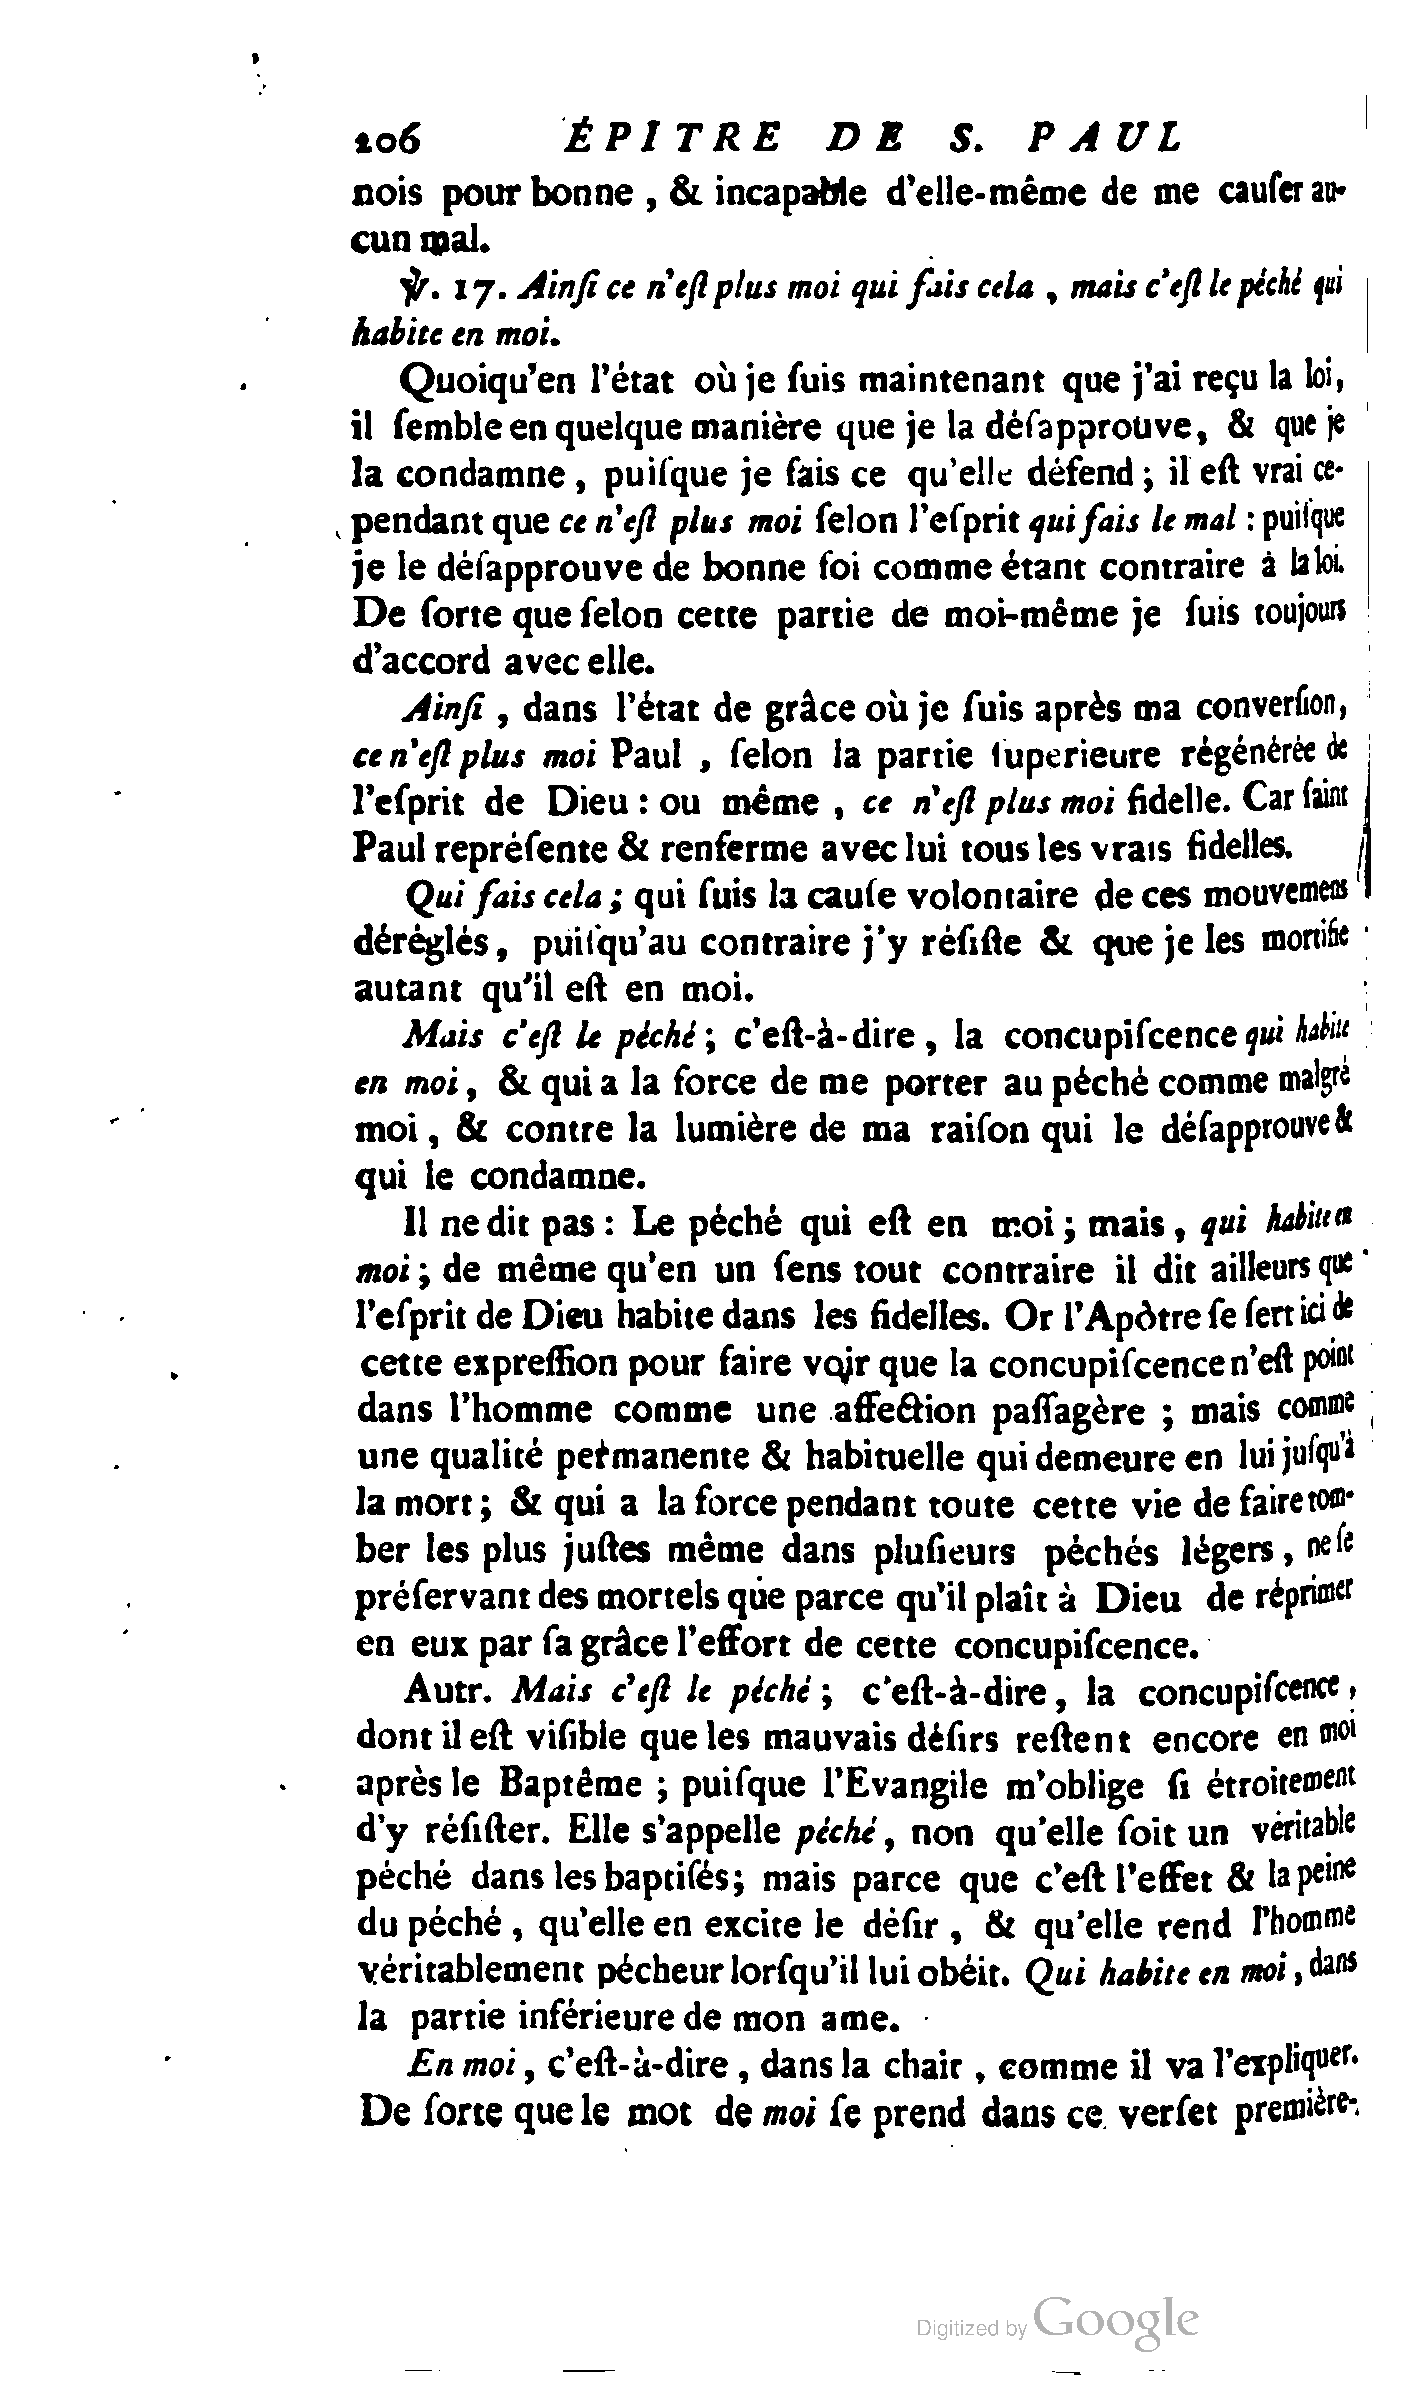 206 ÉPITRE DE S. PAUL
nois pour bonne, & incapable d'elle-même de me cauſer au-
cun mal.
℣. 17. Ainſi ce n'eſt plus moi qui fais cela, mais c'eſt le péché qui
habite en moi.
Quoiqu'en l'état où je ſuis maintenant que j'ai reçu la loi,
il ſemble en quelque manière que je la déſapprouve, & que je
la condamne, puiſque je fais ce qu'elle défend; il eſt vrai ce-
pendant que ce n'eſt plus moi ſelon l'eſprit qui fais le mal : puiſque
je le déſapprouve de bonne foi comme étant contraire à la loi.
De ſorte que ſelon cette partie de moi-même je ſuis toujours
d'accord avec elle.
Ainſi, dans l'état de grâce où je ſuis après ma converſion,
ce n'eſt plus moi Paul, ſelon la partie ſuperieure régénérée de
l'eſprit de Dieu : ou même, ce n'eſt plus moi fidelle. Car ſaint
Paul repréſente & renferme avec lui tous les vrais fidelles.
Qui fais cela; qui ſuis la cauſe volontaire de ces mouvemens
déréglés, puiſqu'au contraire j'y réſiſte & que je les mortifie
autant qu'il eſt en moi.
Mais c'eſt le péché; c'eſt-à-dire, la concupiſcence qui habite
en moi, & qui a la force de me porter au péché comme malgré
moi, & contre la lumière de ma raiſon qui le déſapprouve &
qui le condamne.
Il ne dit pas : Le péché qui eſt en moi; mais, qui habite en
moi; de même qu'en un ſens tout contraire il dit ailleurs que
l'eſprit de Dieu habite dans les fidelles. Or l'Apòtre ſe ſert ici de
cette expreſſion pour faire voir que la concupiſcence n'eſt point
dans l'homme comme une affection paſſagère; mais comme
une qualité permanente & habituelle qui demeure en lui juſqu'à
la mort; & qui a la force pendant toute cette vie de faire tom-
ber les plus juſtes même dans pluſieurs péchés légers, ne ſe
préſervant des mortels que parce qu'il plaît à Dieu de réprimer
en eux par ſa grâce l'effort de cette concupiſcence.
Autr. Mais c'eſt le péché; c'eſt-à-dire, la concupiſcence,
dont il eſt viſible que les mauvais déſirs reſtent encore en moi
après le Baptême; puiſque l'Evangile m'oblige ſi étroitement
d'y réſiſter. Elle s'appelle péché, non qu'elle ſoit un véritable
péché dans les baptiſés; mais parce que c'eſt l'effet & la peine
du péché, qu'elle en excite le déſir, & qu'elle rend l'homme
véritablement pécheur lorſqu'il lui obéit. Qui habite en moi, dans
la partie inférieure de mon ame.
En moi, c'eſt-à-dire, dans la chair, comme il va l'expliquer.
De ſorte que le mot de moi ſe prend dans ce verſet première-
Digitized by Google